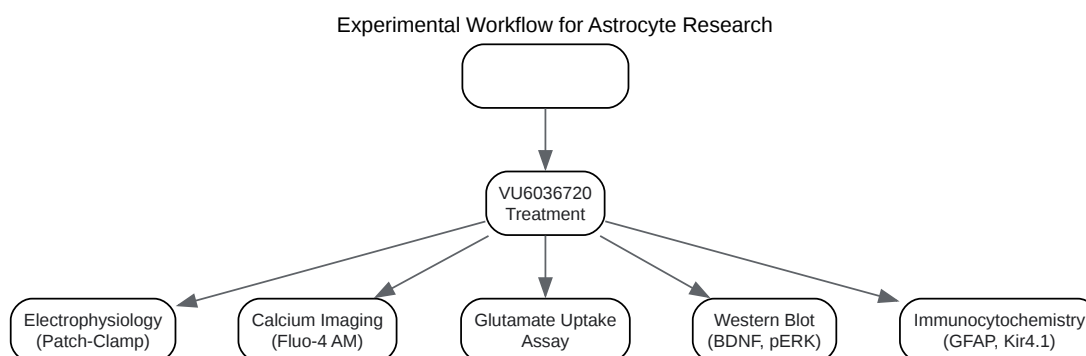 Experimental Workflow for Astrocyte Research
VU6036720
Treatment
Electrophysiology
(Patch-Clamp)
Calcium Imaging
(Fluo-4 AM)
Glutamate Uptake
Assay
Western Blot
(BDNF, pERK)
Immunocytochemistry
(GFAP, Kir4.1)